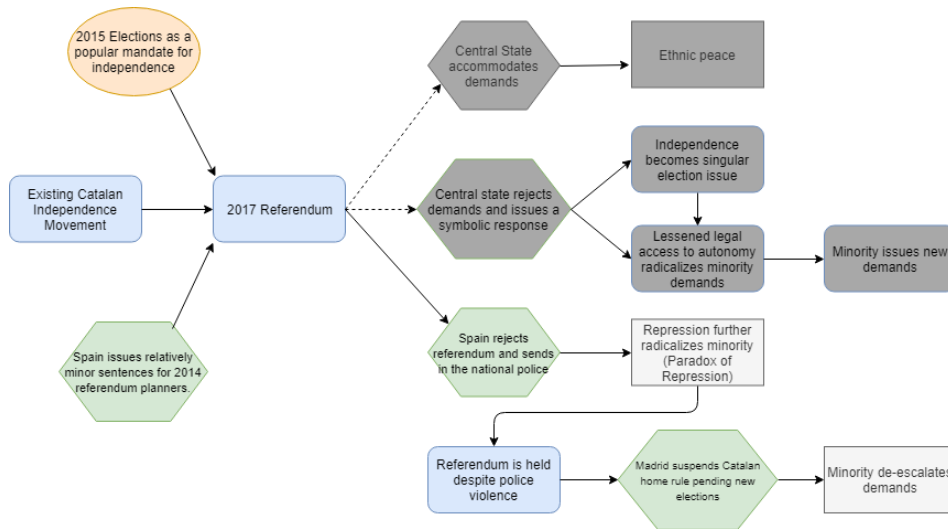 2015 Elections as a
popular mandate for
independence
Central State
accommodates
demands
Ethnic peace
Existing Catalan
Independence
Movement
2017 Referendum
Central state rejects
demands and issues a
symbolic response
Independence
becomes singular
election issue
Lessened legal
access to autonomy
radicalizes minority
demands
Minority issues new
demands
Spain issues relatively
minor sentences for 2014
referendum planners.
Spain rejects
referendum and sends
in the national police
Repression further
radicalizes minority
(Paradox of
Repression)
Referendum is held
despite police
violence
Madrid suspends Catalan
home rule pending new
elections
Minority de-escalates
demands